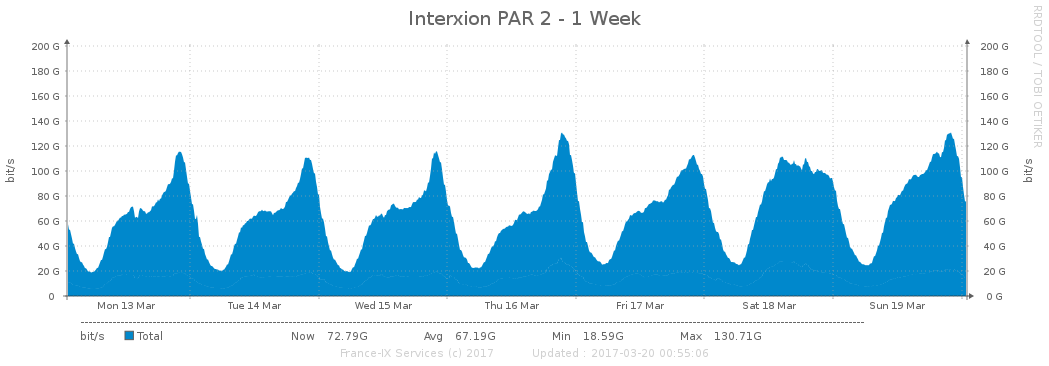 Interxion PAR 2 - 1 Week
RRDTOOL / TOBI OETIKER
bit/s
200 G 200 G
180 G 180 G
160 G 160 G
140 G 140 G
120 G 120 G
100 G 100 G
80 G 80 G
60 G 60 G
40 G 40 G
20 G 20 G
0 0 G
bit/s
Mon 13 Mar Tue 14 Mar Wed 15 Mar Thu 16 Mar Fri 17 Mar Sat 18 Mar Sun 19 Mar
bit/s Total Now 72.79G Avg 67.19G Min 18.59G Max 130.71G
France-IX Services (c) 2017 Updated : 2017-03-20 00:55:06